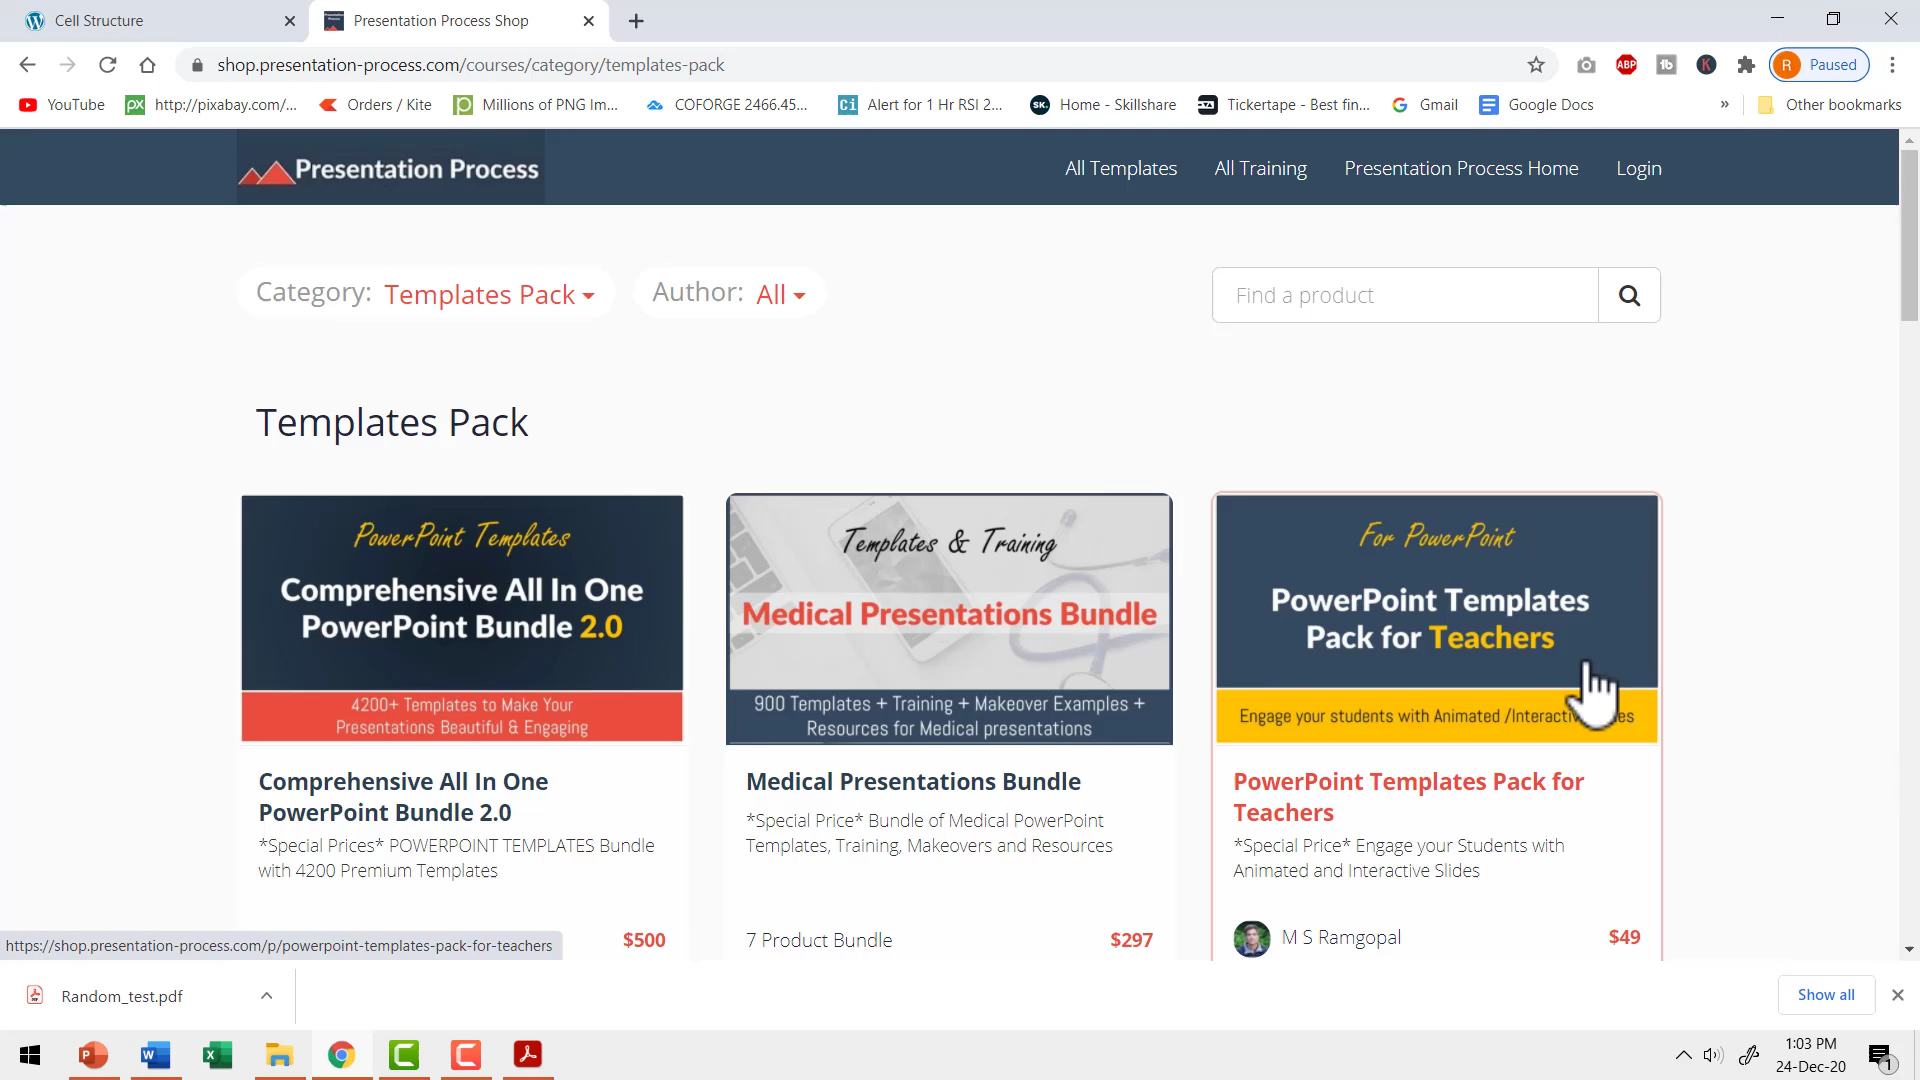 Cell Structure
Presentation Process Shop
shop.presentation-process.com/courses/category/templates-pack
ABP
R
Paused
YouTube
http://pixabay.com/...
Orders / Kite
Millions of PNG Im...
COFORGE 2466.45...
Alert for 1 Hr RSI 2...
Home - Skillshare
Tickertape - Best fin...
Gmail
Google Docs
»
Other bookmarks
Presentation Process
All Templates
All Training
Presentation Process Home
Login
Category: Templates Pack
Author: All
Find a product
Templates Pack
PowerPoint Templates
Comprehensive All In One
PowerPoint Bundle 2.0
4200+ Templates to Make Your
Presentations Beautiful & Engaging
Comprehensive All In One
PowerPoint Bundle 2.0
*Special Prices* POWERPOINT TEMPLATES Bundle
with 4200 Premium Templates
$500
Templates & Training
Medical Presentations Bundle
900 Templates + Training + Makeover Examples +
Resources for Medical presentations
Medical Presentations Bundle
*Special Price* Bundle of Medical PowerPoint
Templates, Training, Makeovers and Resources
7 Product Bundle
$297
For PowerPoint
PowerPoint Templates
Pack for Teachers
Engage your students with Animated
PowerPoint Templates Pack for
Teachers
*Special Price* Engage your Students with
Animated and Interactive Slides
M S Ramgopal
$49
https://shop.presentation-process.com/p/powerpoint-templates-pack-for-teachers
Random_test.pdf
Show all
1:03 PM
24-Dec-20
1